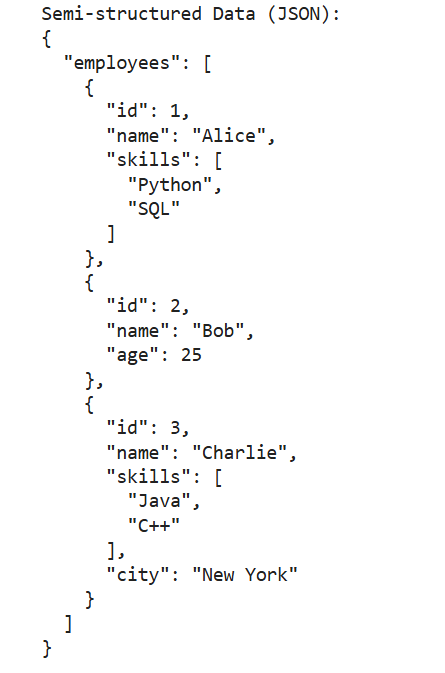 Semi-structured Data (JSON):
{
  "employees": [
    {
      "id": 1,
      "name": "Alice",
      "skills": [
        "Python",
        "SQL"
      ]
    },
    {
      "id": 2,
      "name": "Bob",
      "age": 25
    },
    {
      "id": 3,
      "name": "Charlie",
      "skills": [
        "Java",
        "C++"
      ],
      "city": "New York"
    }
  ]
}